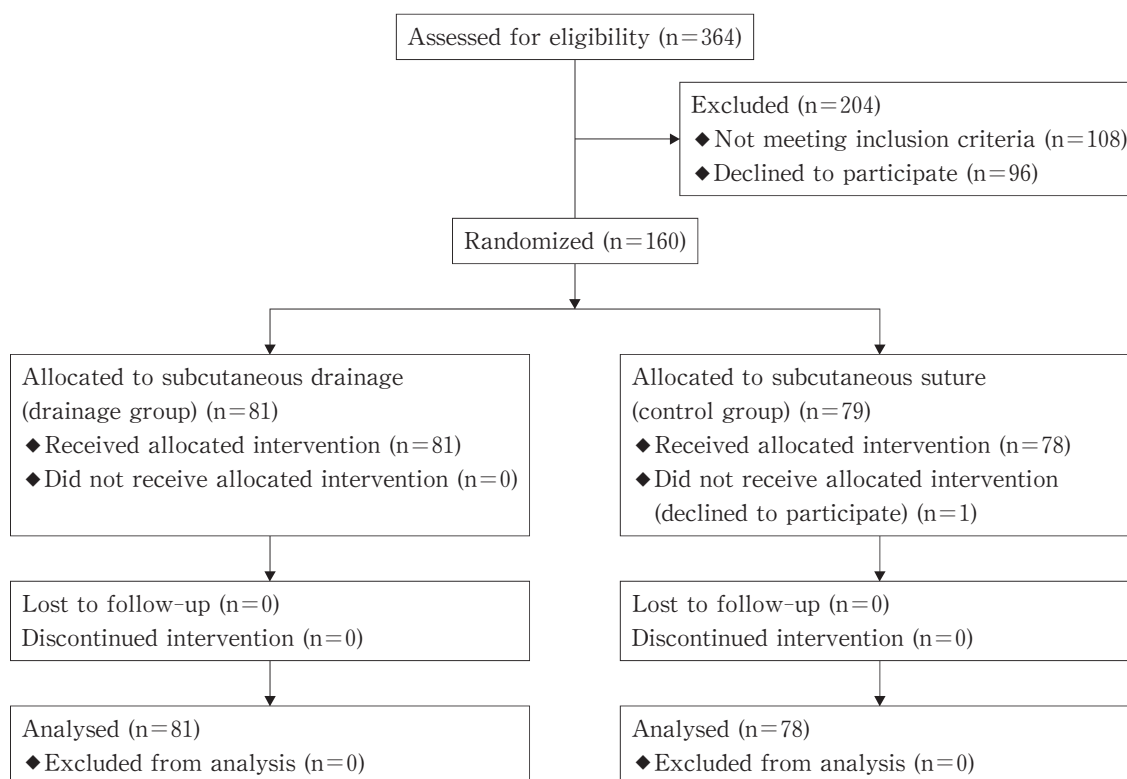 Assessed for eligibility (n=364)
Excluded (n=204)
◆Not meeting inclusion criteria (n=108)
◆Declined to participate (n=96)
Randomized (n=160)
Allocated to subcutaneous drainage
(drainage group) (n=81)
◆Received allocated intervention (n=81)
◆Did not receive allocated intervention (n=0)
Allocated to subcutaneous suture
(control group) (n=79)
◆Received allocated intervention (n=78)
◆Did not receive allocated intervention
(declined to participate) (n=1)
Lost to follow-up (n=0)
Discontinued intervention (n=0)
Lost to follow-up (n=0)
Discontinued intervention (n=0)
Analysed (n=81)
◆Excluded from analysis (n=0)
Analysed (n=78)
◆Excluded from analysis (n=0)